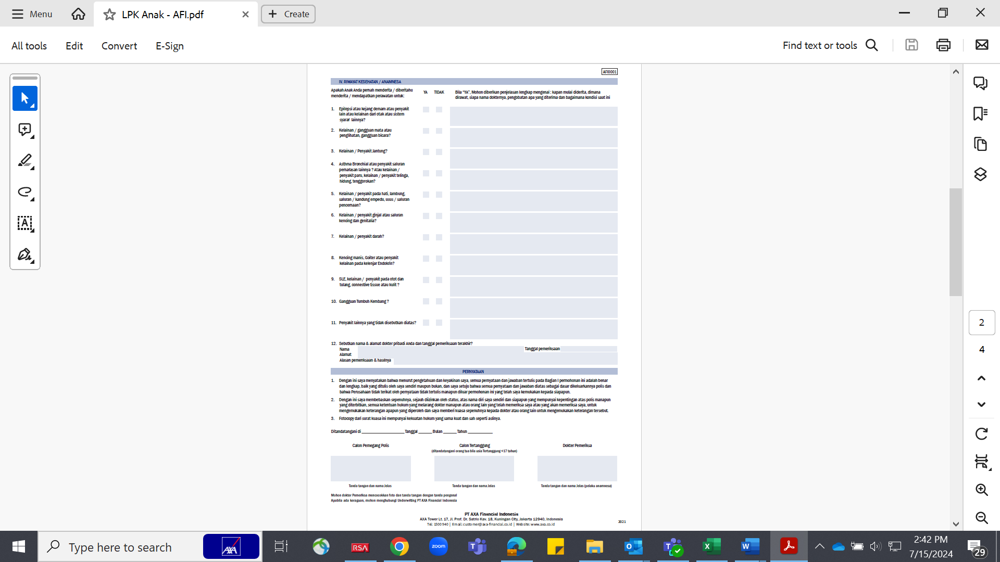 Menu
LPK Anak - AFI.pdf
Create
All tools
Edit
Convert
E-Sign
Find text or tools
AFI0001
IV. RIWAYAT KESEHATAN / ANAMNESA
Apakah Anak Anda pernah menderita / diberitahu
menderita / mendapatkan perawatan untuk:
YA TIDAK
Bila "YA", Mohon diberikan penjelasan lengkap mengenai : kapan mulai diderita, dimana
dirawat, siapa nama dokternya, pengobatan apa yang diterima dan bagaimana kondisi saat ini
1. Epilepsi atau kejang demam atau penyakit
lain atau kelainan dari otak atau sistem
syaraf lainnya?
2. Kelainan / gangguan mata atau
penglihatan, gangguan bicara?
3. Kelainan / Penyakit Jantung?
4. Asthma Bronchial atau penyakit saluran
pernafasan lainnya ? Atau kelainan /
penyakit paru, kelainan / penyakit telinga,
hidung, tenggorokan?
5. Kelainan / penyakit pada hati, lambung,
saluran / kandung empedu, usus / saluran
pencernaan?
6. Kelainan / penyakit ginjal atau saluran
kencing dan genitalia?
7. Kelainan / penyakit darah?
8. Kencing manis, Goiter atau penyakit
kelainan pada kelenjar Endokrin?
9. SLE, kelainan / penyakit pada otot dan
tulang, connective tissue atau kulit ?
10. Gangguan Tumbuh Kembang ?
11. Penyakit lainnya yang tidak disebutkan diatas?
12. Sebutkan nama & alamat dokter pribadi Anda dan tanggal pemeriksaan terakhir?
Nama
Tanggal pemeriksaan
Alamat
Alasan pemeriksaan & hasilnya
PERNYATAAN
1. Dengan ini saya menyatakan bahwa menurut pengetahuan dan keyakinan saya, semua pernyataan dan jawaban tertulis pada Bagian I permohonan ini adalah benar
dan lengkap, baik yang ditulis oleh saya sendiri maupun bukan, dan saya setuju bahwa semua pernyataan dan jawaban diatas sebagai dasar dikeluarkannya polis dan
bahwa Perusahaan tidak terikat oleh pernyataan tidak tertulis manapun diluar permohonan ini yang telah saya kemukakan kepada siapapun.
2. Dengan ini saya membebaskan sepenuhnya, sejauh diizinkan oleh status, atas nama diri saya sendiri dan siapapun yang mempunyai kepentingan atas polis manapun
yang diterbitkan, semua ketentuan hukum yang melarang dokter manapun atau orang lain yang telah memeriksa saya atau yang akan memeriksa saya, untuk
mengemukakan keterangan apapun yang diperoleh dan saya memberi kuasa sepenuhnya kepada dokter atau orang lain untuk mengemukakan keterangan tersebut.
3. Fotocopy dari surat kuasa ini mempunyai kekuatan hukum yang sama kuat dan sah seperti aslinya.
Ditandatangani di ____________________ Tanggal ______ Bulan ______ Tahun ___________
Calon Pemegang Polis
Calon Tertanggung
Dokter Pemeriksa
(ditandatangani orang tua bila usia Tertanggung <17 tahun)
Tanda tangan dan nama Jelas
Tanda tangan dan nama Jelas
Tanda tangan dan nama Jelas (pelaku anamnesa)
Mohon dokter Pemeriksa mencocokkan foto dan tanda tangan dengan tanda pengenal
Apabila ada keraguan, mohon menghubungi Underwriting PT AXA Financial Indonesia
PT AXA Financial Indonesia
AXA Tower Lt. 17, Jl. Prof. Dr. Satrio Kav. 18, Kuningan City, Jakarta 12940, Indonesia
Tel: 1500 940 | Email: customer@axa-financial.co.id | Website: www.axa.co.id
2021
2
4
Type here to search
AXA
RSA
zoom
2:42 PM
7/15/2024
29